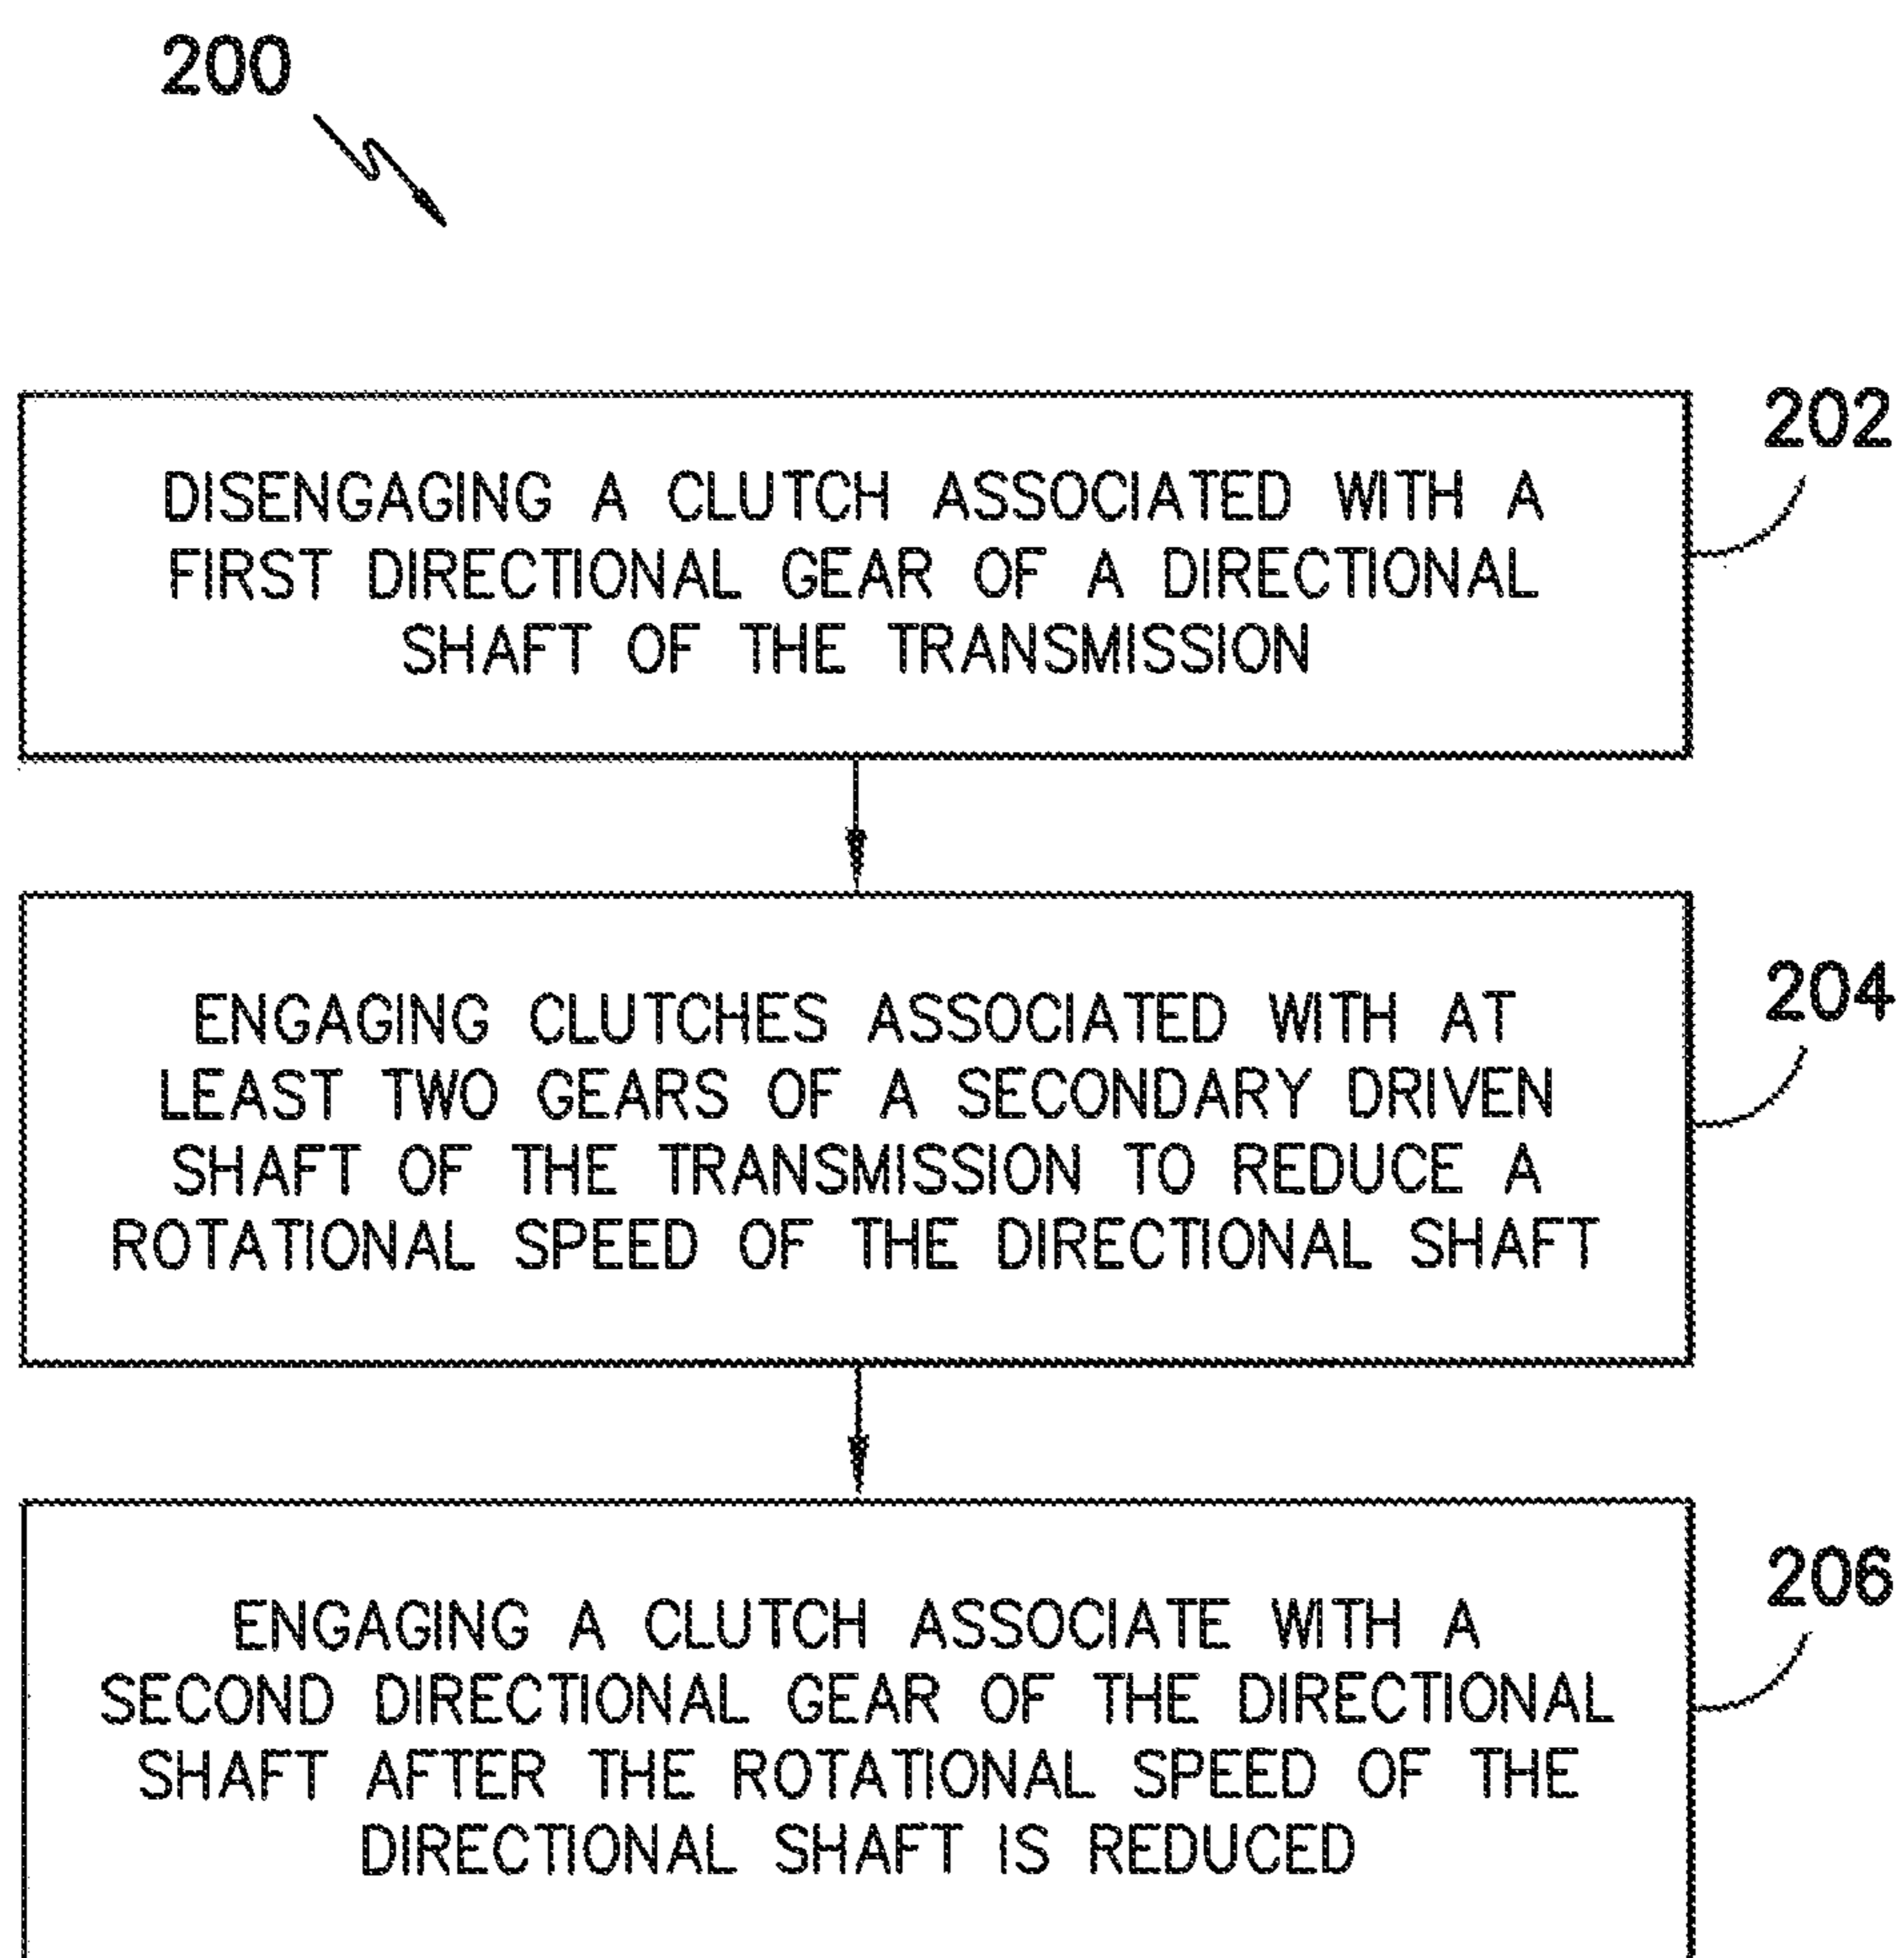 200
202
DISENGAGING A CLUTCH ASSOCIATED WITH A
FIRST DIRECTIONAL GEAR OF A DIRECTIONAL
SHAFT OF THE TRANSMISSION
204
ENGAGING CLUTCHES ASSOCIATED WITH AT
LEAST TWO GEARS OF A SECONDARY DRIVEN
SHAFT OF THE TRANSMISSION TO REDUCE A
ROTATIONAL SPEED OF THE DIRECTIONAL SHAFT
206
ENGAGING A CLUTCH ASSOCIATE WITH A
SECOND DIRECTIONAL GEAR OF THE DIRECTIONAL
SHAFT AFTER THE ROTATIONAL SPEED OF THE
DIRECTIONAL SHAFT IS REDUCED